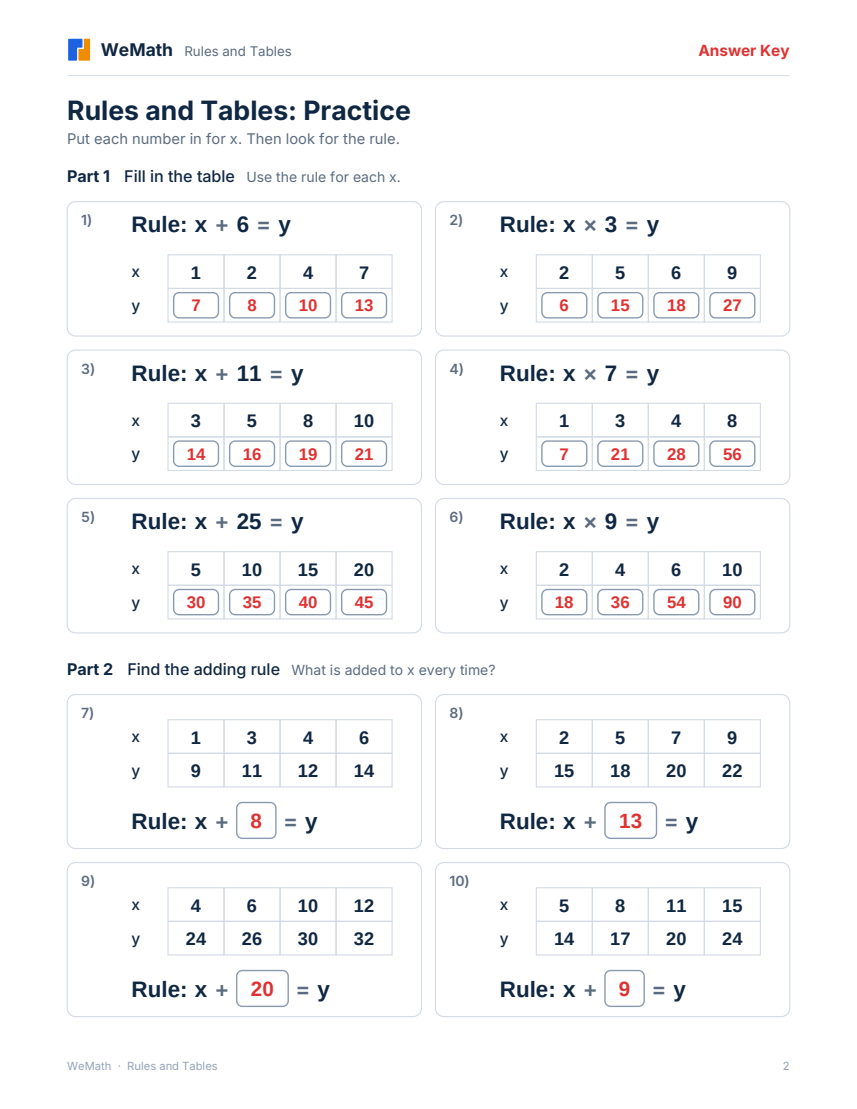 WeMath Rules and Tables Answer Key
Rules and Tables: Practice
Put each number in for x. Then look for the rule.
Part 1 Fill in the table Use the rule for each x.
1) Rule: x + 6 = y
x 1 2 4 7
y 7 8 10 13
2) Rule: x × 3 = y
x 2 5 6 9
y 6 15 18 27
3) Rule: x + 11 = y
x 3 5 8 10
y 14 16 19 21
4) Rule: x × 7 = y
x 1 3 4 8
y 7 21 28 56
5) Rule: x + 25 = y
x 5 10 15 20
y 30 35 40 45
6) Rule: x × 9 = y
x 2 4 6 10
y 18 36 54 90
Part 2 Find the adding rule What is added to x every time?
7)
x 1 3 4 6
y 9 11 12 14
Rule: x + 8 = y
8)
x 2 5 7 9
y 15 18 20 22
Rule: x + 13 = y
9)
x 4 6 10 12
y 24 26 30 32
Rule: x + 20 = y
10)
x 5 8 11 15
y 14 17 20 24
Rule: x + 9 = y
WeMath · Rules and Tables 2